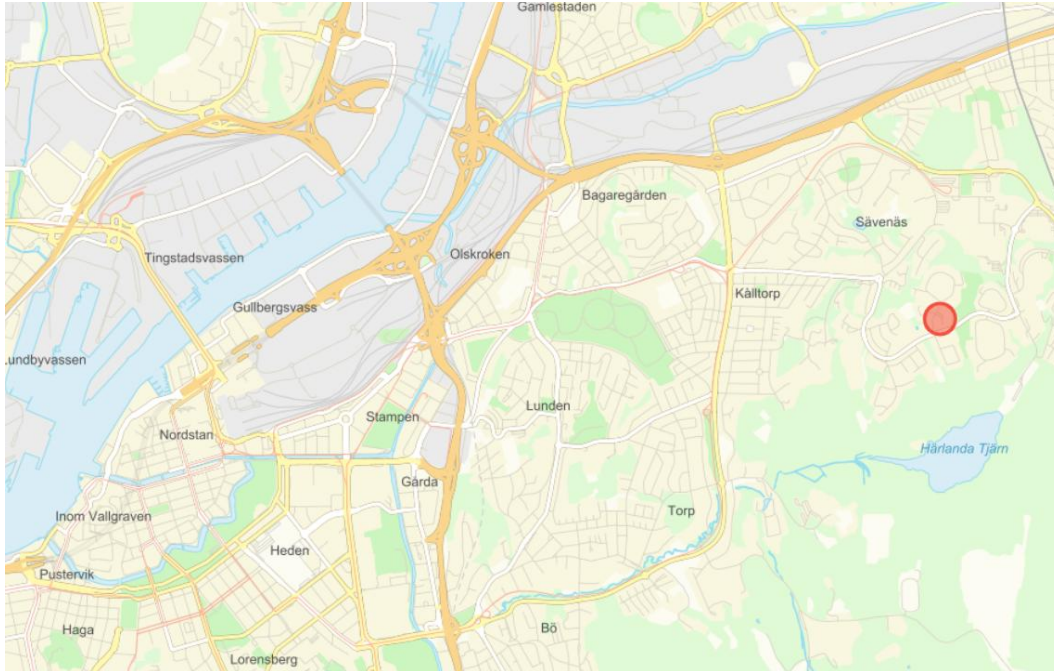 Gamlestaden
Bagaregården
Sävenäs
Olskroken
Tingstadsvassen
Kålltorp
Gullbergsvass
Lundbyvassen
Lunden
Stampen
Nordstan
Härlanda Tjärn
Gårda
Torp
Inom Vallgraven
Heden
Pustervik
Bö
Haga
Lorensberg